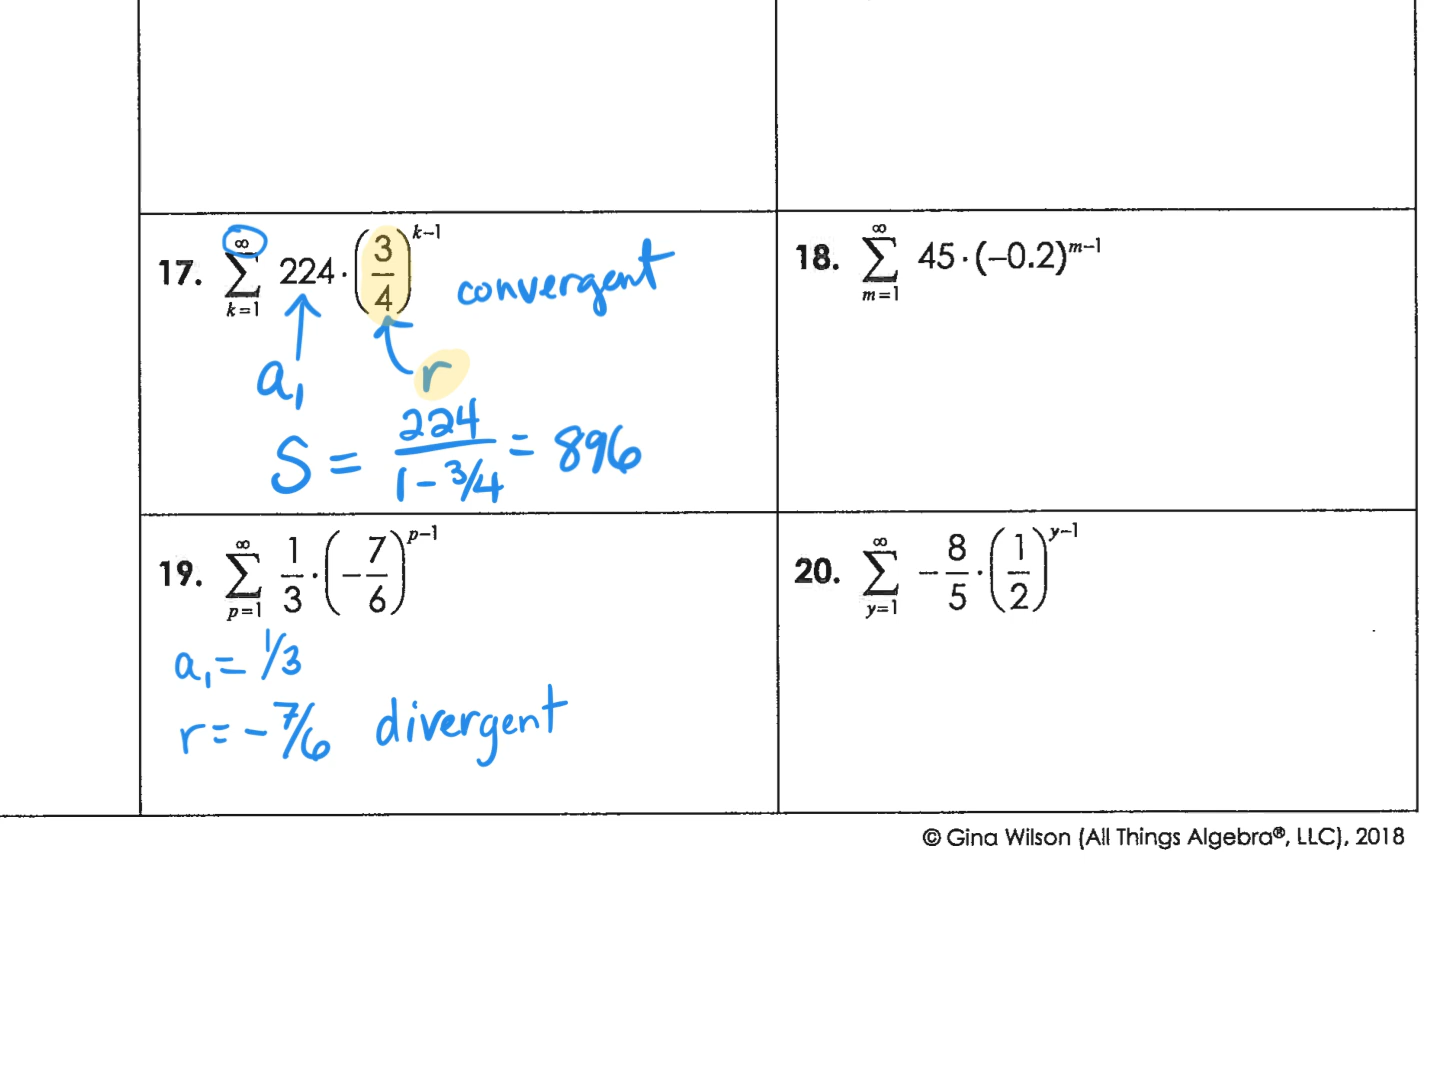 17. ∞ ∑ k=1 224 · (3/4)^k−1 convergent
a₁ r
S = 224 / 1 − 3/4 = 896
18. ∞ ∑ m=1 45 · (−0.2)^m−1
19. ∞ ∑ p=1 1/3 · (−7/6)^p−1
a₁ = 1/3
r = − 7/6 divergent
20. ∞ ∑ y=1 −8/5 · (1/2)^y−1
© Gina Wilson (All Things Algebra®, LLC), 2018